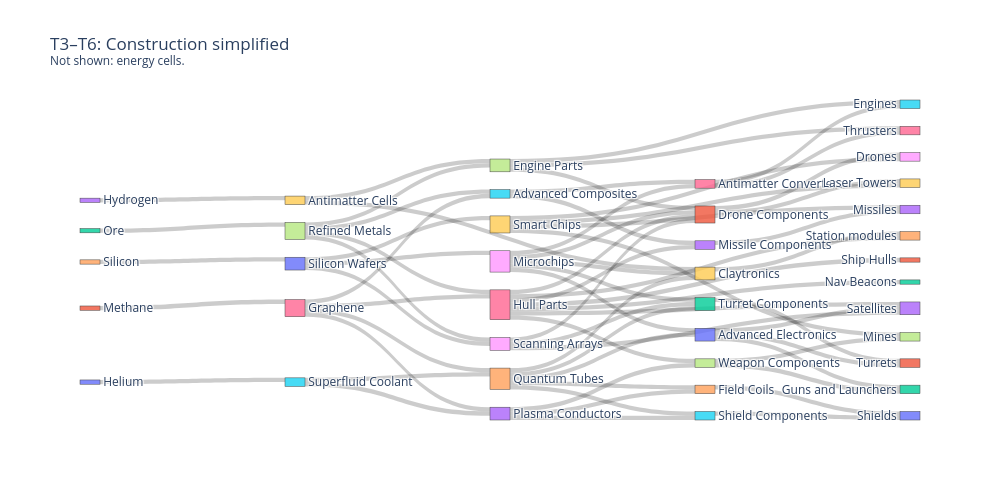 T3–T6: Construction simplified
Not shown: energy cells.
Hydrogen
Ore
Silicon
Methane
Helium
Antimatter Cells
Refined Metals
Silicon Wafers
Graphene
Superfluid Coolant
Engine Parts
Advanced Composites
Smart Chips
Microchips
Hull Parts
Scanning Arrays
Quantum Tubes
Plasma Conductors
Antimatter Converters
Drone Components
Missile Components
Claytronics
Turret Components
Advanced Electronics
Weapon Components
Field Coils
Shield Components
Engines
Thrusters
Drones
Laser Towers
Missiles
Station modules
Ship Hulls
Nav Beacons
Satellites
Mines
Turrets
Guns and Launchers
Shields